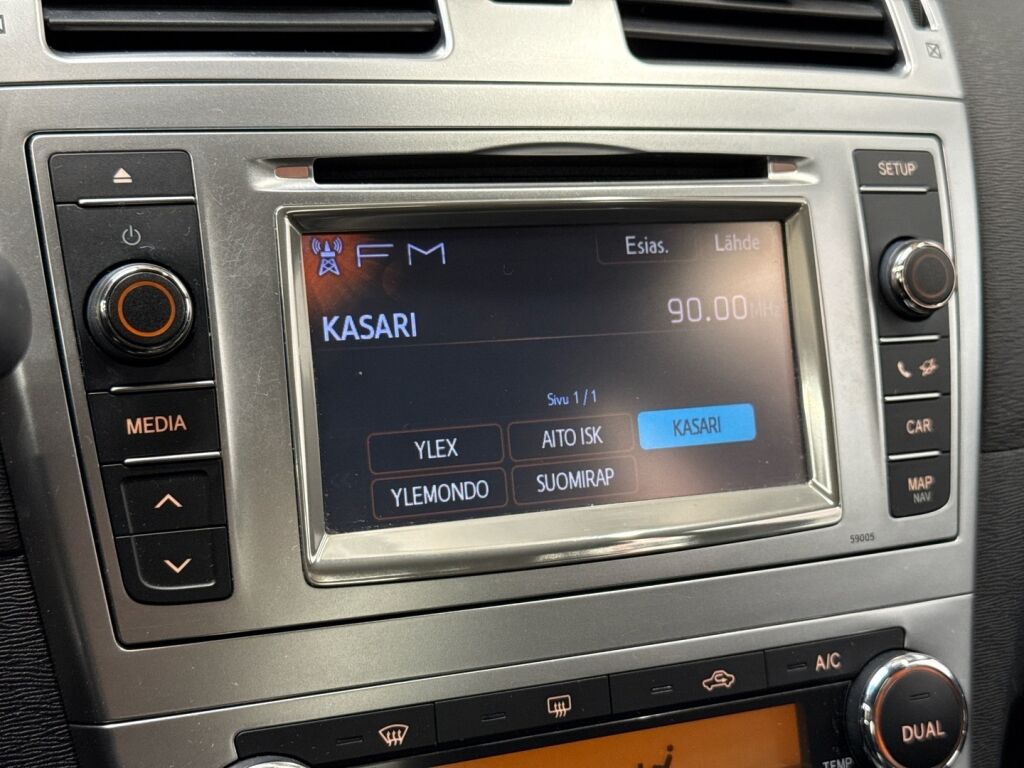 SETUP
FM
Esias.
Lähde
KASARI
90.00 MHz
Sivu 1 / 1
MEDIA
YLEX
AITO ISK
KASARI
YLEMONDO
SUOMIRAP
CAR
MAP
NAV
59005
A/C
DUAL
TEMP